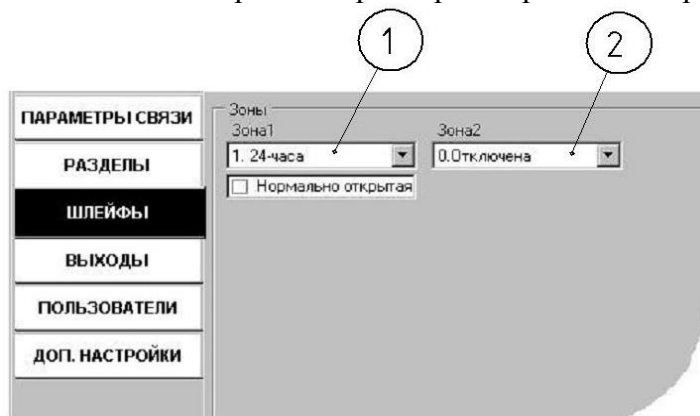 1
2
ПАРАМЕТРЫ СВЯЗИ
РАЗДЕЛЫ
ШЛЕЙФЫ
ВЫХОДЫ
ПОЛЬЗОВАТЕЛИ
ДОП. НАСТРОЙКИ
Зоны
Зона1
Зона2
1. 24-часа
0.Отключена
Нормально открытая